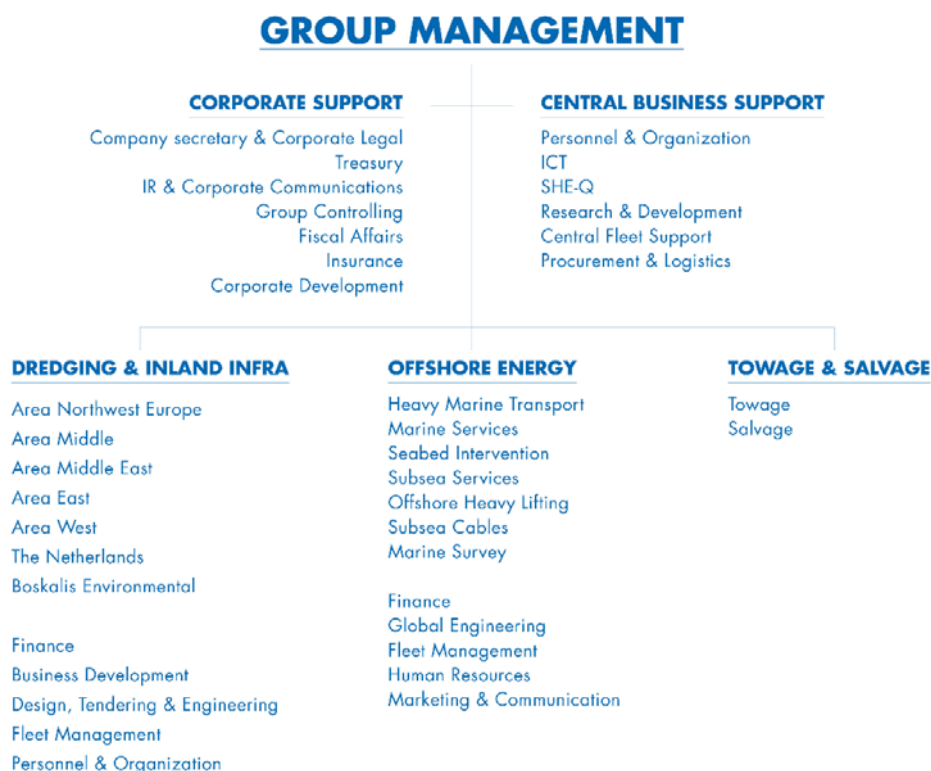 GROUP MANAGEMENT
CORPORATE SUPPORT
Company secretary & Corporate Legal
Treasury
IR & Corporate Communications
Group Controlling
Fiscal Affairs
Insurance
Corporate Development
CENTRAL BUSINESS SUPPORT
Personnel & Organization
ICT
SHE-Q
Research & Development
Central Fleet Support
Procurement & Logistics
DREDGING & INLAND INFRA
Area Northwest Europe
Area Middle
Area Middle East
Area East
Area West
The Netherlands
Boskalis Environmental
Finance
Business Development
Design, Tendering & Engineering
Fleet Management
Personnel & Organization
OFFSHORE ENERGY
Heavy Marine Transport
Marine Services
Seabed Intervention
Subsea Services
Offshore Heavy Lifting
Subsea Cables
Marine Survey
Finance
Global Engineering
Fleet Management
Human Resources
Marketing & Communication
TOWAGE & SALVAGE
Towage
Salvage